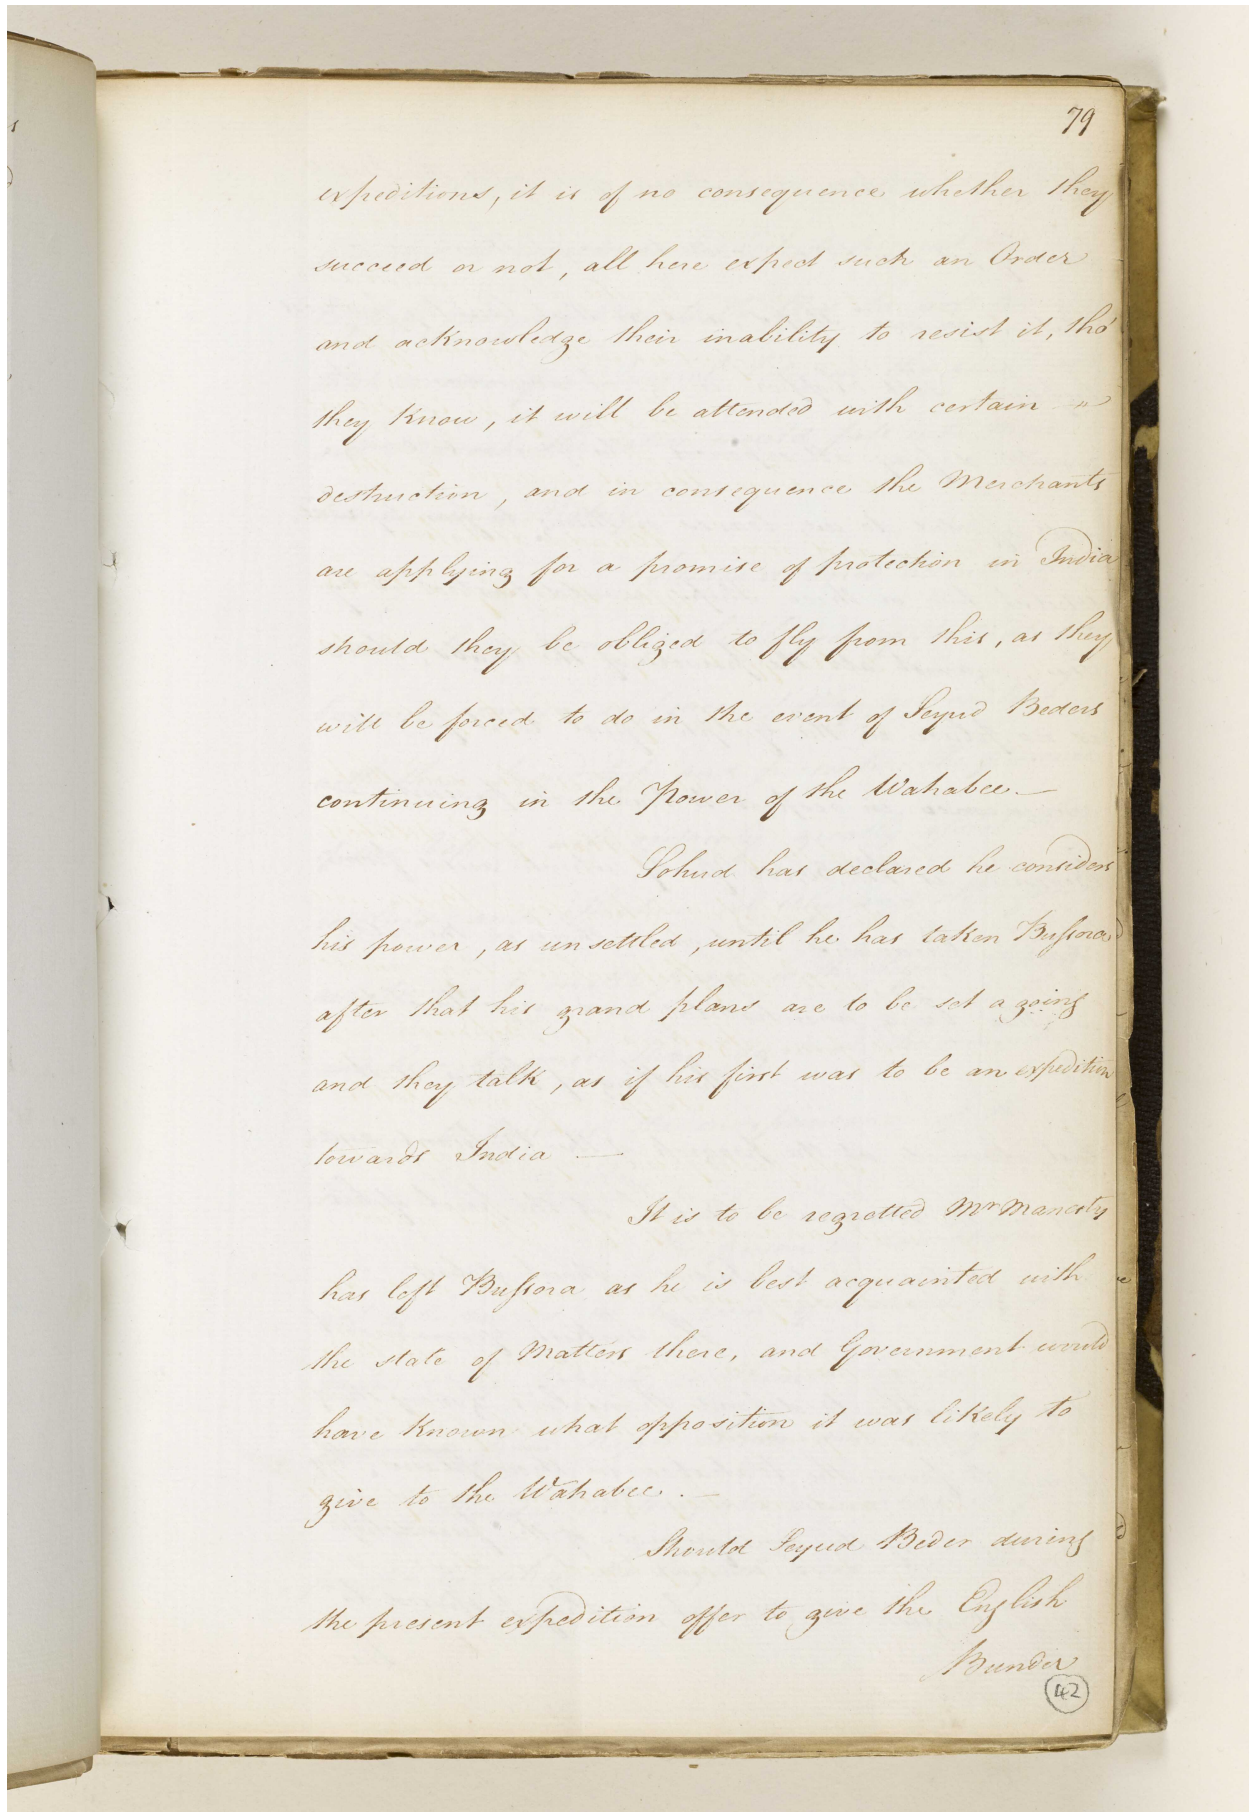 79
expeditions, it is of no consequence whether they
succeed or not, all here expect such an Order
and acknowledge their inability to resist it, tho'
they Know, it will be attended with certain
destruction, and in consequence the Merchants
are applying for a promise of protection in India
should they be obliged to fly from this, as they
will be forced to do in the event of Seyud Beders
continuing in the Power of the Wahabee.—
Sohud has declared he considers
his power, as unsettled, until he has taken Bussora
after that his grand plans are to be set a going
and they talk, as if his first was to be an expedition
towards India —
It is to be regretted Mr Manesty
has left Bussora as he is best acquainted with
the state of Matters there, and Government would
have Known what opposition it was likely to
give to the Wahabee. —
Should Seyud Beder during
the present expedition offer to give the English
Bunder
42